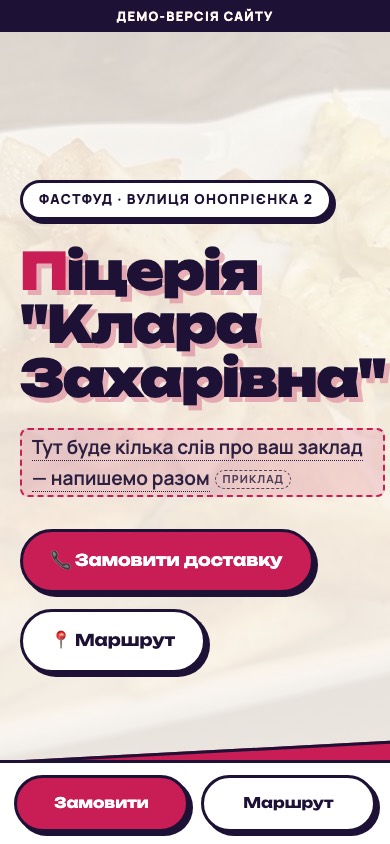 ДЕМО-ВЕРСІЯ САЙТУ
ФАСТФУД · ВУЛИЦЯ ОНОПРІЄНКА 2
Піцерія
"Клара
Захарівна"
Тут буде кілька слів про ваш заклад
— напишемо разом ПРИКЛАД
Замовити доставку
Маршрут
Замовити
Маршрут